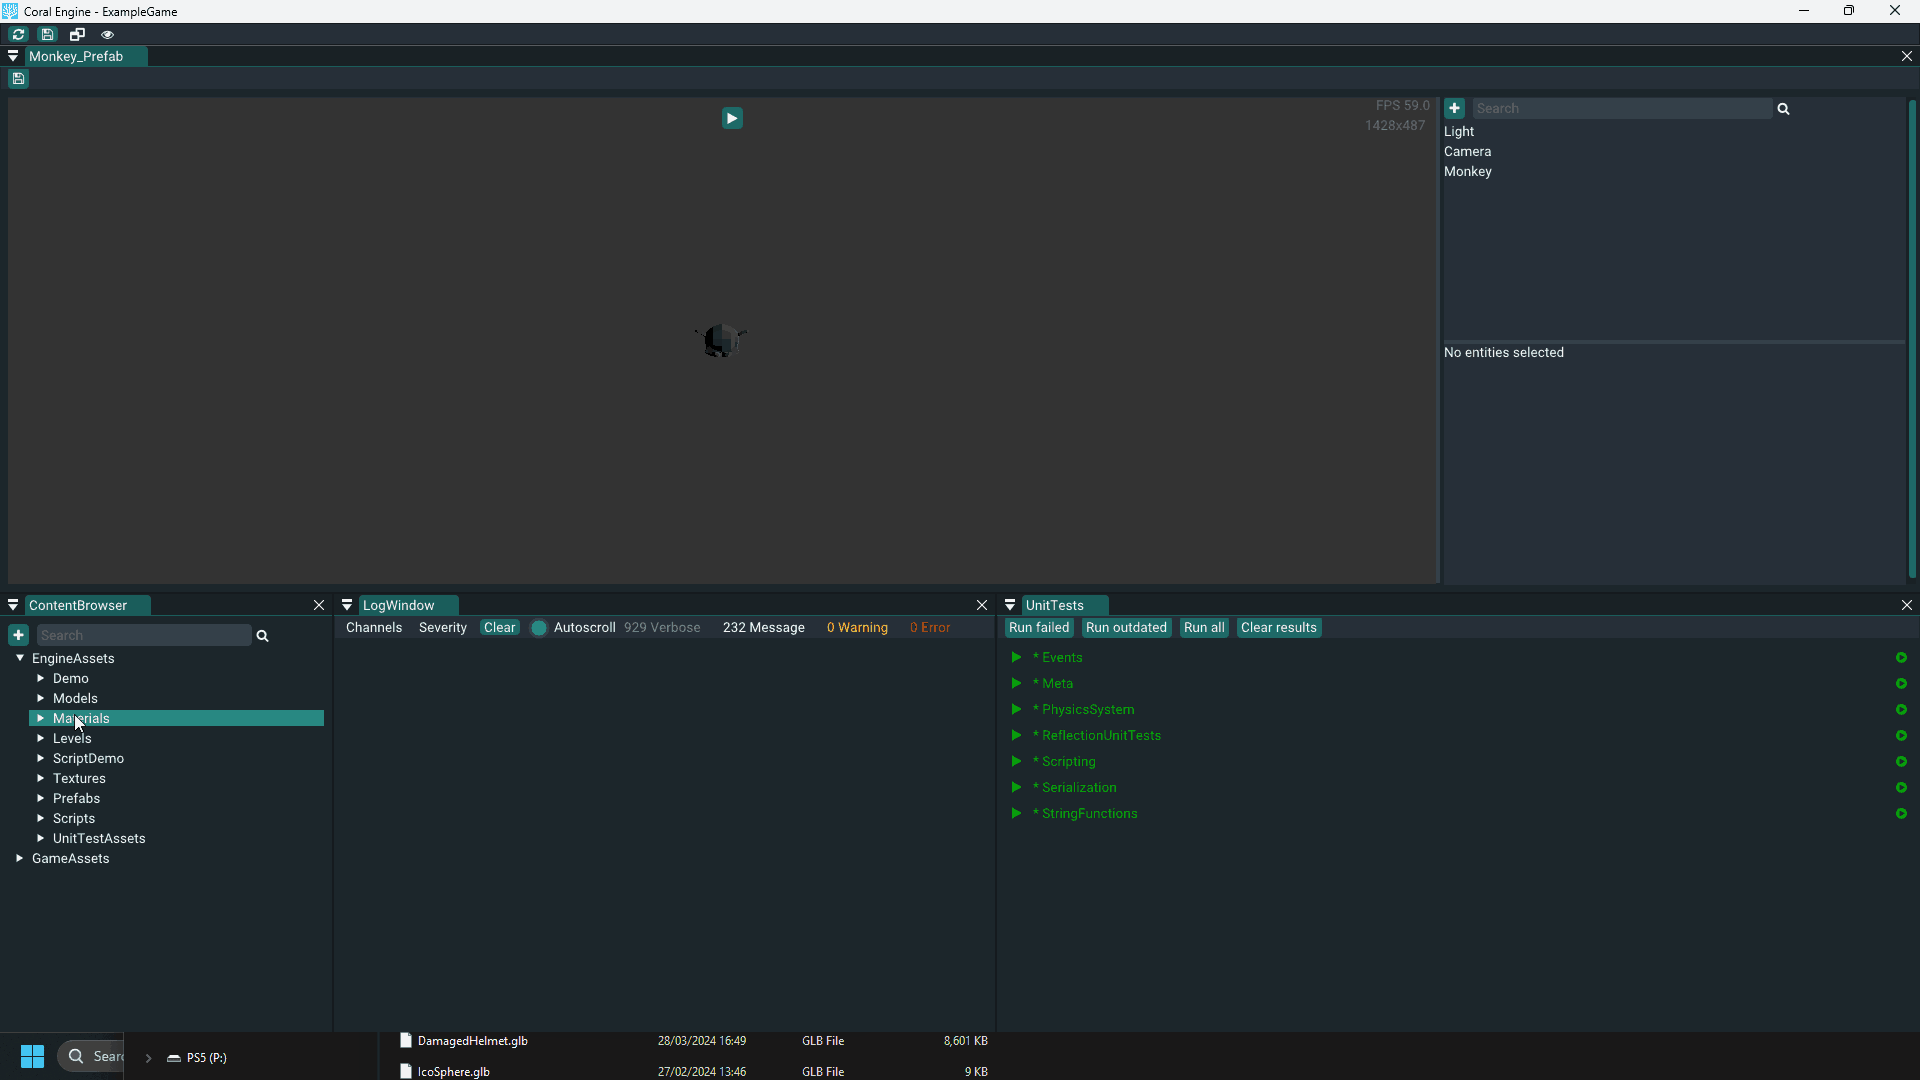 Coral Engine - ExampleGame
Monkey_Prefab
FPS 59.0
1428x487
Search
Light
Camera
Monkey
No entities selected
ContentBrowser
Search
EngineAssets
Demo
Models
Materials
Levels
ScriptDemo
Textures
Prefabs
Scripts
UnitTestAssets
GameAssets
LogWindow
Channels Severity Clear Autoscroll 929 Verbose 232 Message 0 Warning 0 Error
UnitTests
Run failed Run outdated Run all Clear results
* Events
* Meta
* PhysicsSystem
* ReflectionUnitTests
* Scripting
* Serialization
* StringFunctions
Sear
PS5 (P:)
DamagedHelmet.glb 28/03/2024 16:49 GLB File 8,601 KB
IcoSphere.glb 27/02/2024 13:46 GLB File 9 KB